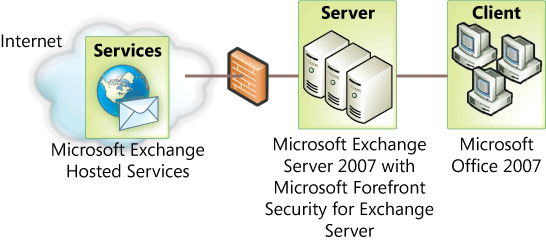 Internet
Services
Microsoft Exchange
Hosted Services
Server
Microsoft Exchange
Server 2007 with
Microsoft Forefront
Security for Exchange
Server
Client
Microsoft
Office 2007